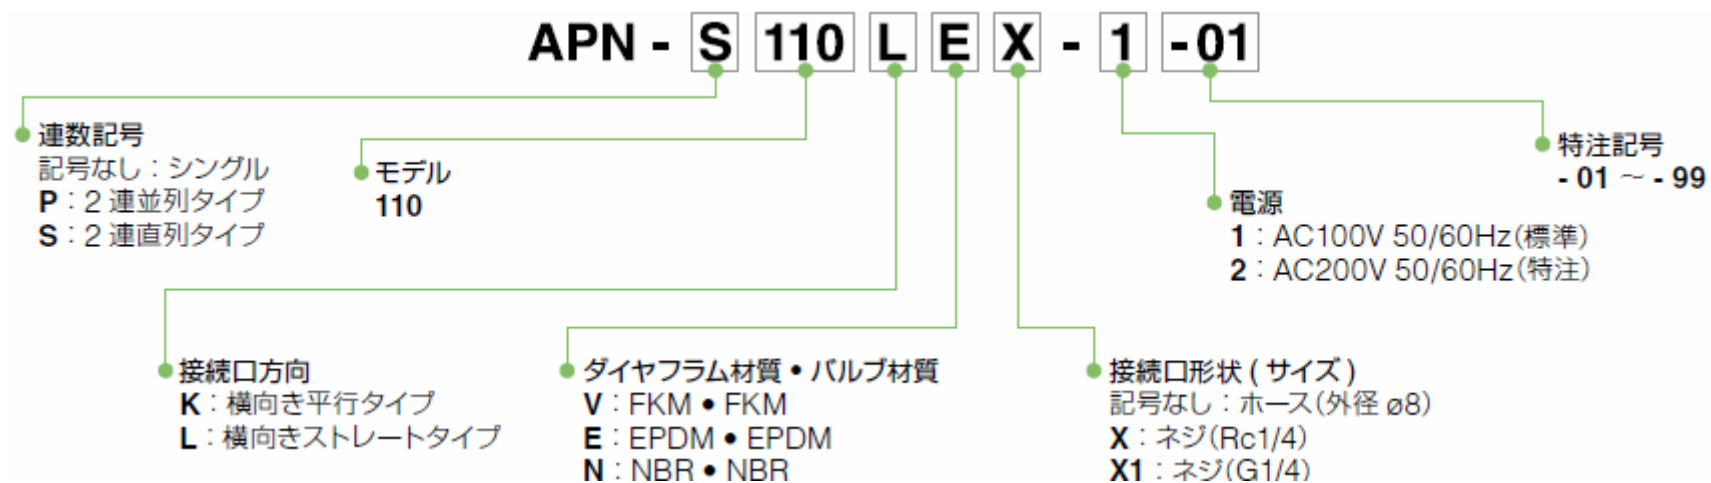 APN - S 110 L E X - 1 -01
連数記号
記号なし：シングル
P：2 連並列タイプ
S：2 連直列タイプ
モデル
110
特注記号
- 01 ～ - 99
電源
1：AC100V 50/60Hz(標準)
2：AC200V 50/60Hz(特注)
接続口方向
K：横向き平行タイプ
L：横向きストレートタイプ
ダイヤフラム材質・バルブ材質
V：FKM・FKM
E：EPDM・EPDM
N：NBR・NBR
接続口形状 ( サイズ )
記号なし：ホース(外径 ø8)
X：ネジ(Rc1/4)
X1：ネジ(G1/4)